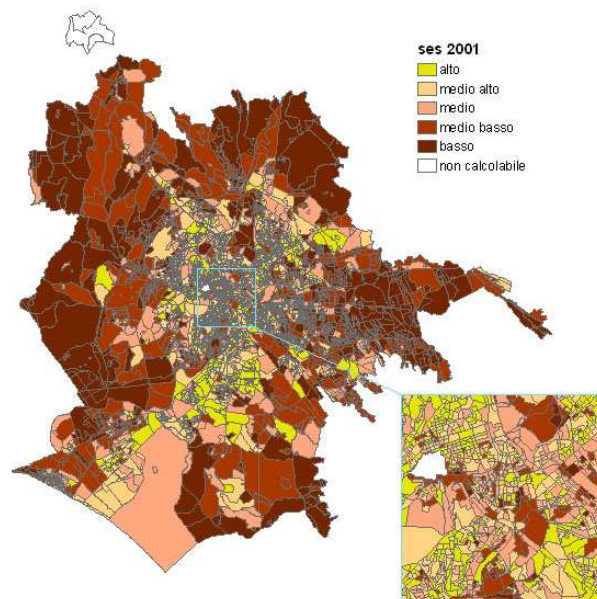 ses 2001
alto
medio alto
medio
medio basso
basso
non calcolabile